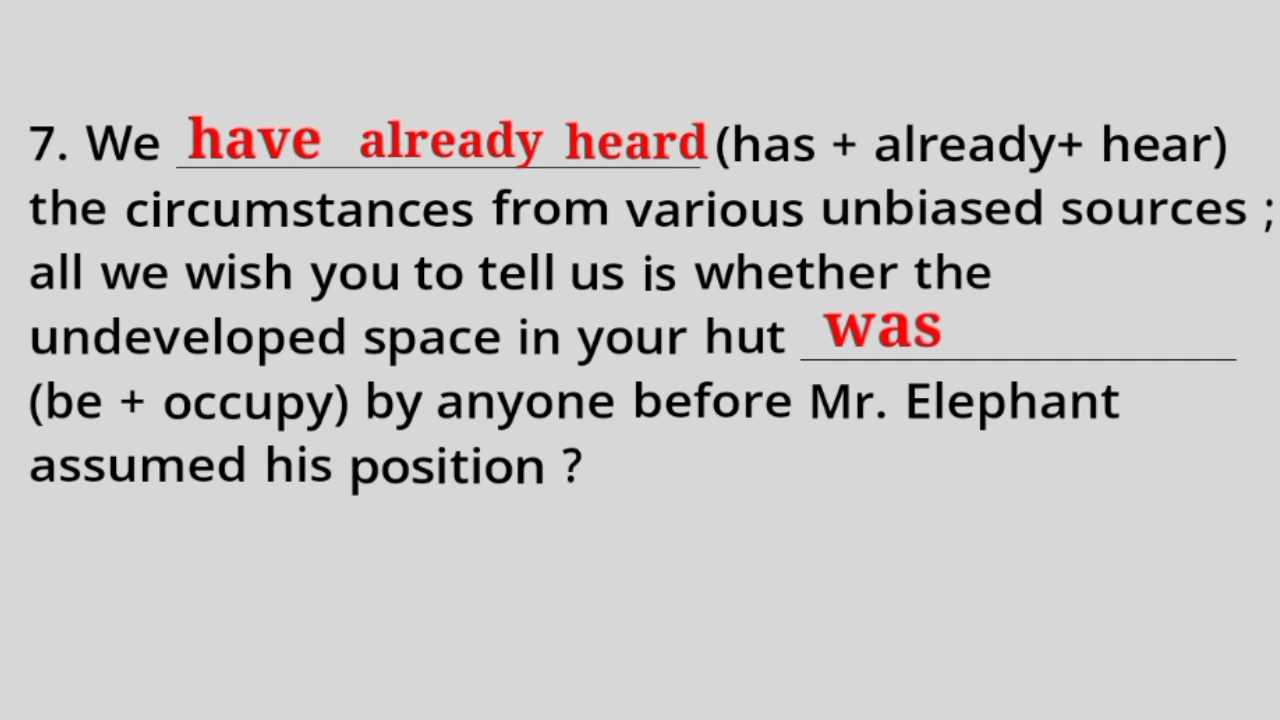 7. We have already heard (has + already+ hear)
the circumstances from various unbiased sources ;
all we wish you to tell us is whether the
undeveloped space in your hut was
(be + occupy) by anyone before Mr. Elephant
assumed his position ?